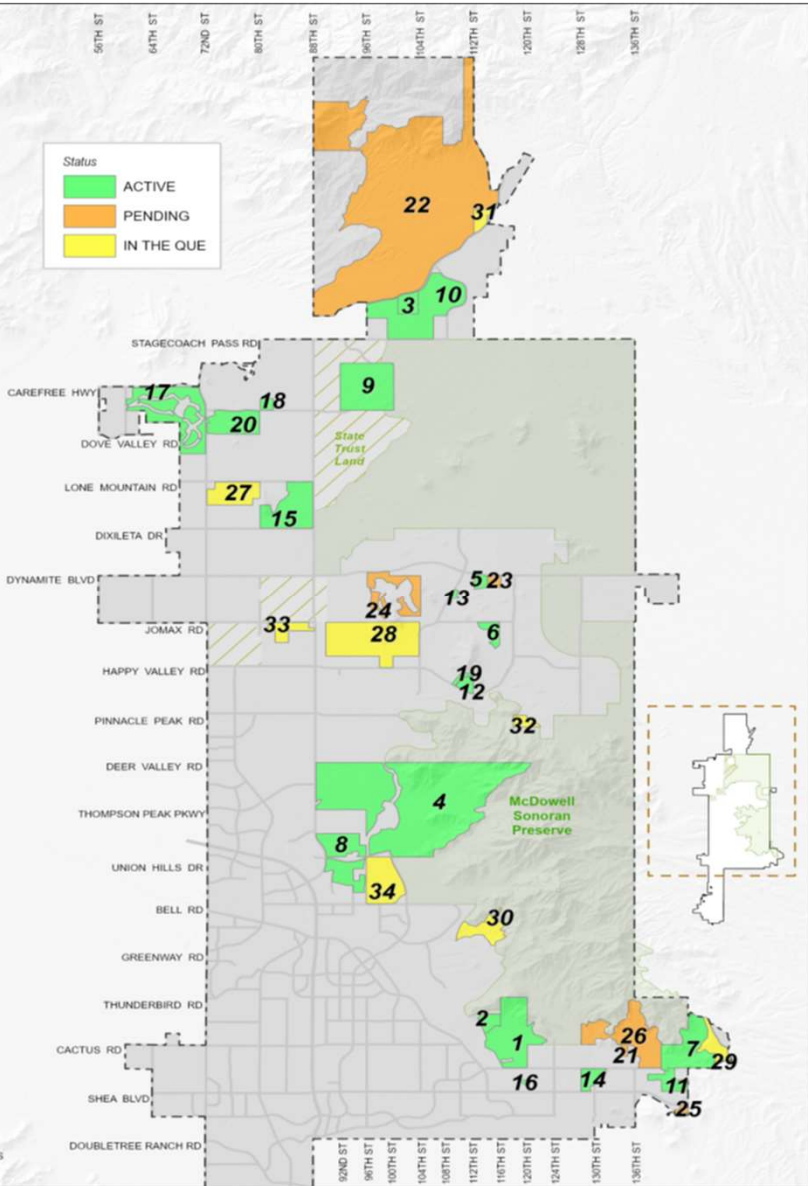 56TH ST
64TH ST
72ND ST
80TH ST
88TH ST
96TH ST
104TH ST
112TH ST
120TH ST
128TH ST
136TH ST
Status
ACTIVE
PENDING
IN THE QUE
22
31
10
3
STAGECOACH PASS RD
CAREFREE HWY
17
9
18
20
DOVE VALLEY RD
State
Trust
Land
LONE MOUNTAIN RD
27
15
DIXILETA DR
DYNAMITE BLVD
5
23
13
24
JOMAX RD
33
28
6
HAPPY VALLEY RD
19
12
PINNACLE PEAK RD
32
DEER VALLEY RD
4
McDowell
Sonoran
Preserve
THOMPSON PEAK PKWY
8
UNION HILLS DR
34
BELL RD
30
GREENWAY RD
THUNDERBIRD RD
2
1
26
CACTUS RD
21
7
29
16
14
11
SHEA BLVD
25
DOUBLETREE RANCH RD
s
92ND ST
96TH ST
100TH ST
104TH ST
108TH ST
112TH ST
116TH ST
120TH ST
124TH ST
130TH ST
136TH ST